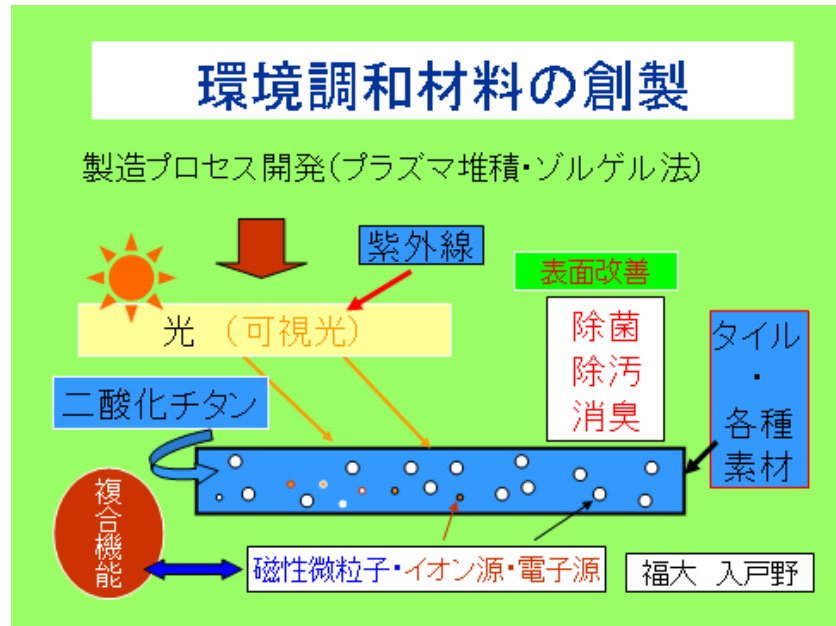 環境調和材料の創製
製造プロセス開発(プラズマ堆積・ゾルゲル法)
紫外線
表面改善
光 (可視光)
除菌
除汚
消臭
タイル
・
各種
素材
二酸化チタン
複合機能
磁性微粒子・イオン源・電子源
福大 入戸野